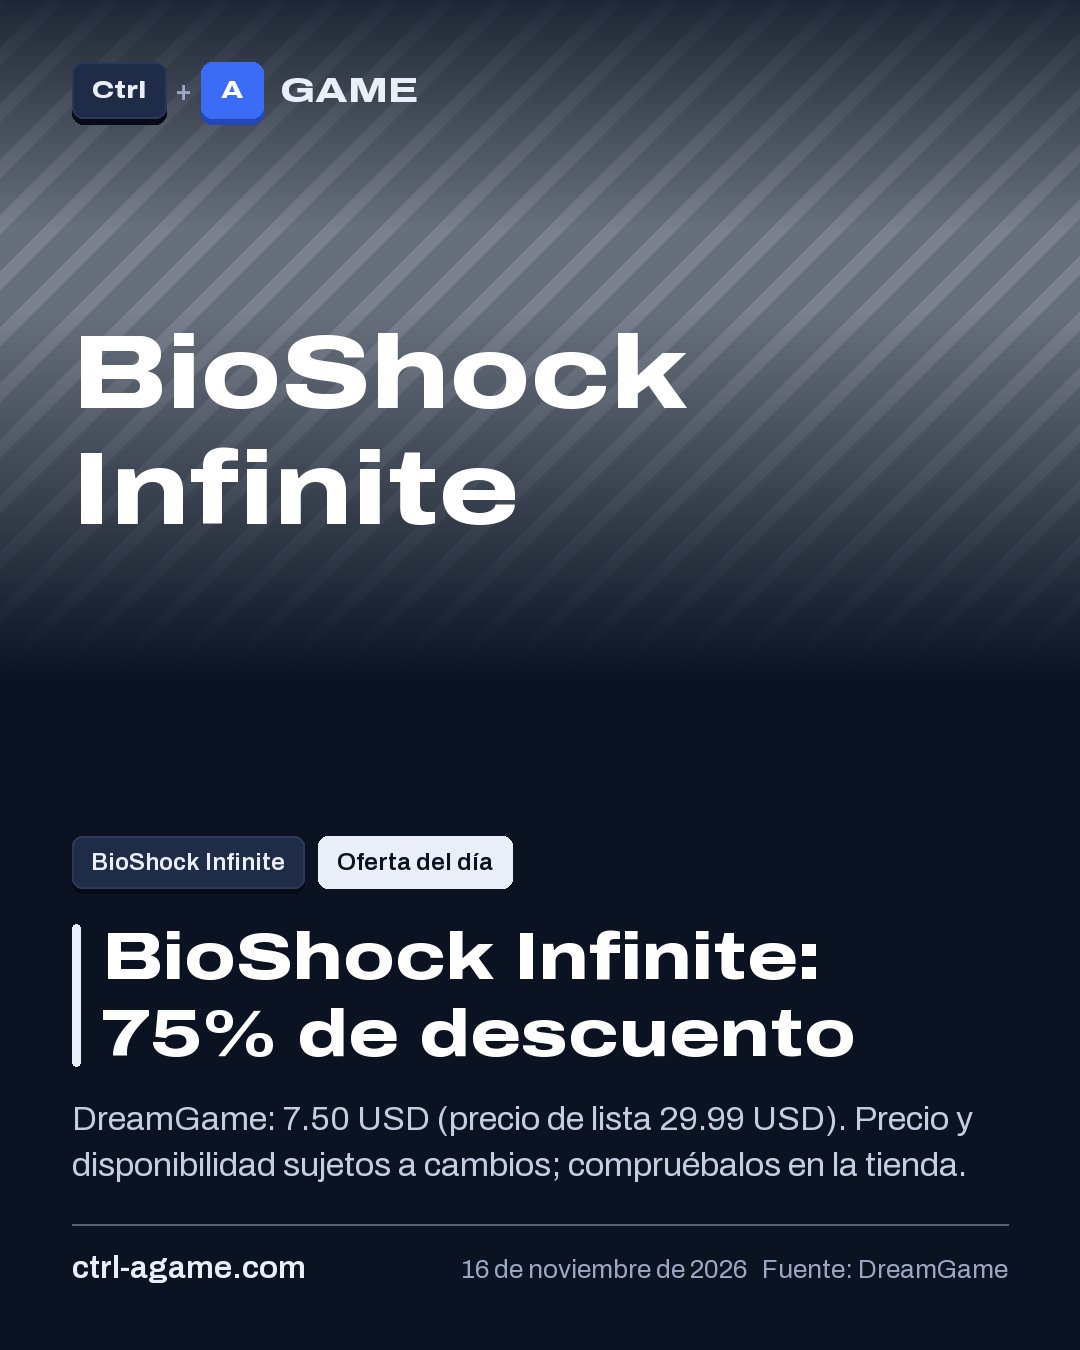 Ctrl + A GAME
BioShock
Infinite
BioShock Infinite
Oferta del día
BioShock Infinite:
75% de descuento
DreamGame: 7.50 USD (precio de lista 29.99 USD). Precio y
disponibilidad sujetos a cambios; compruébalos en la tienda.
ctrl-agame.com
16 de noviembre de 2026 Fuente: DreamGame